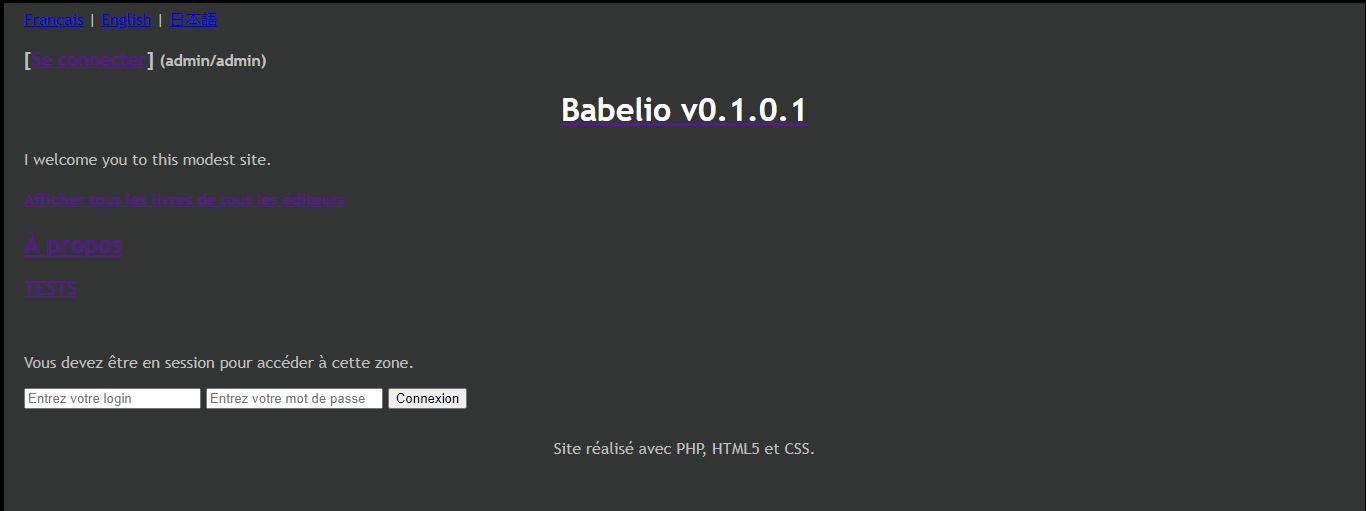 Français | English | 日本語
[Se connecter] (admin/admin)
Babelio v0.1.0.1
I welcome you to this modest site.
Afficher tous les livres de tous les éditeurs
À propos
TESTS
Vous devez être en session pour accéder à cette zone.
Entrez votre login Entrez votre mot de passe Connexion
Site réalisé avec PHP, HTML5 et CSS.